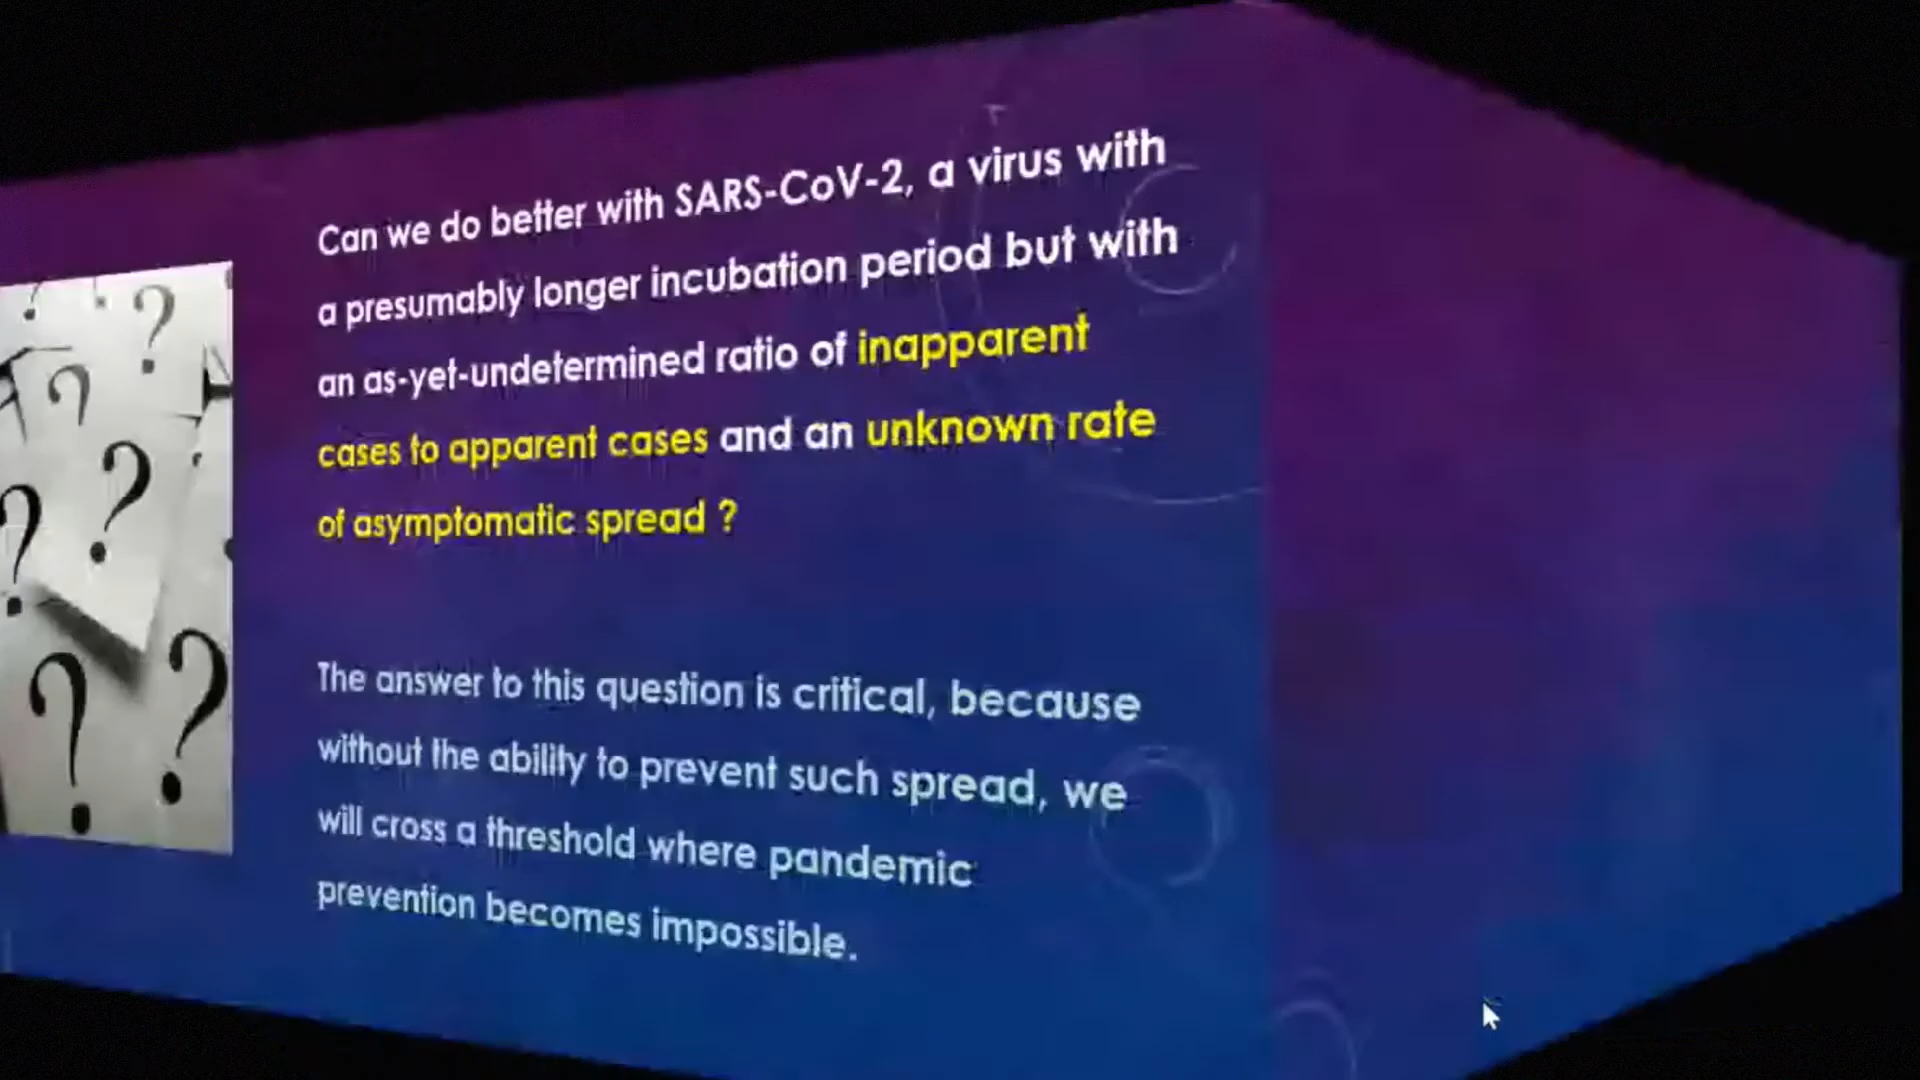 Can we do better with SARS-CoV-2, a virus with
a presumably longer incubation period but with
an as-yet-undetermined ratio of inapparent
cases to apparent cases and an unknown rate
of asymptomatic spread ?
The answer to this question is critical, because
without the ability to prevent such spread, we
will cross a threshold where pandemic
prevention becomes impossible.